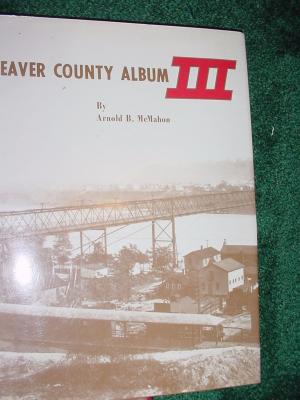 EAVER COUNTY ALBUM III
By
Arnold B. McMahon